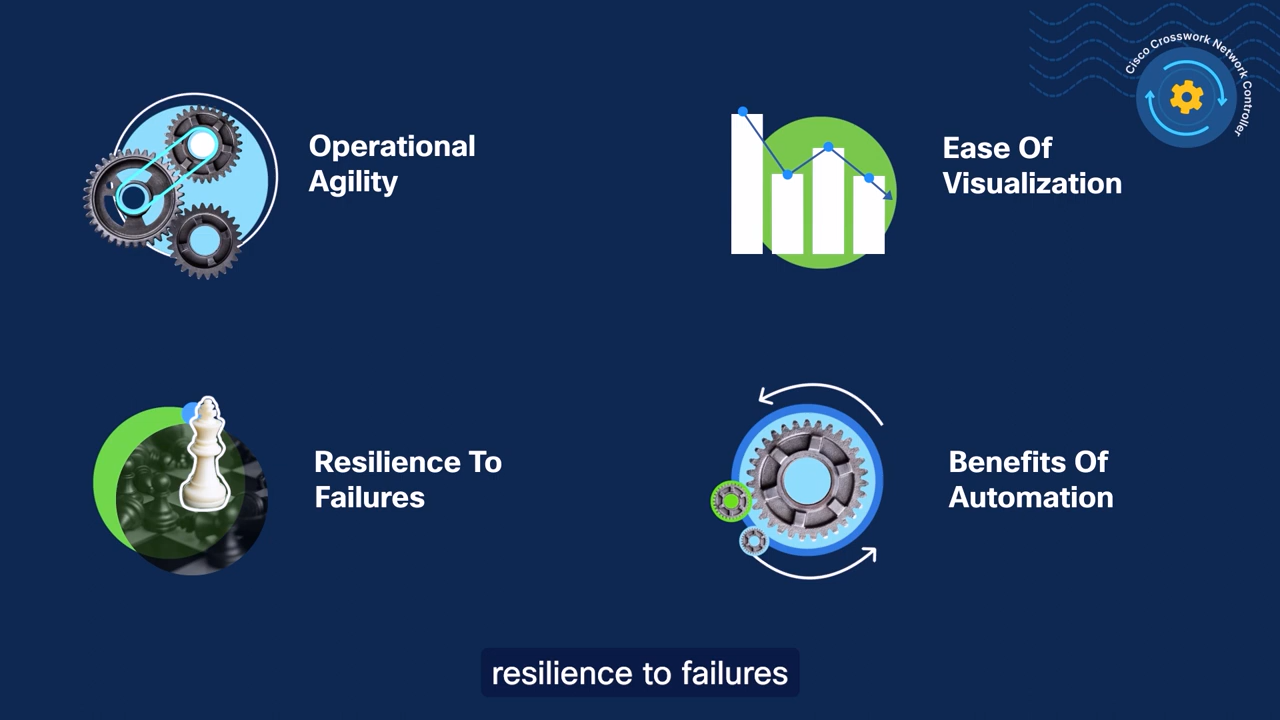 Cisco Crosswork Network Controller
Operational
Agility
Ease Of
Visualization
Resilience To
Failures
Benefits Of
Automation
resilience to failures